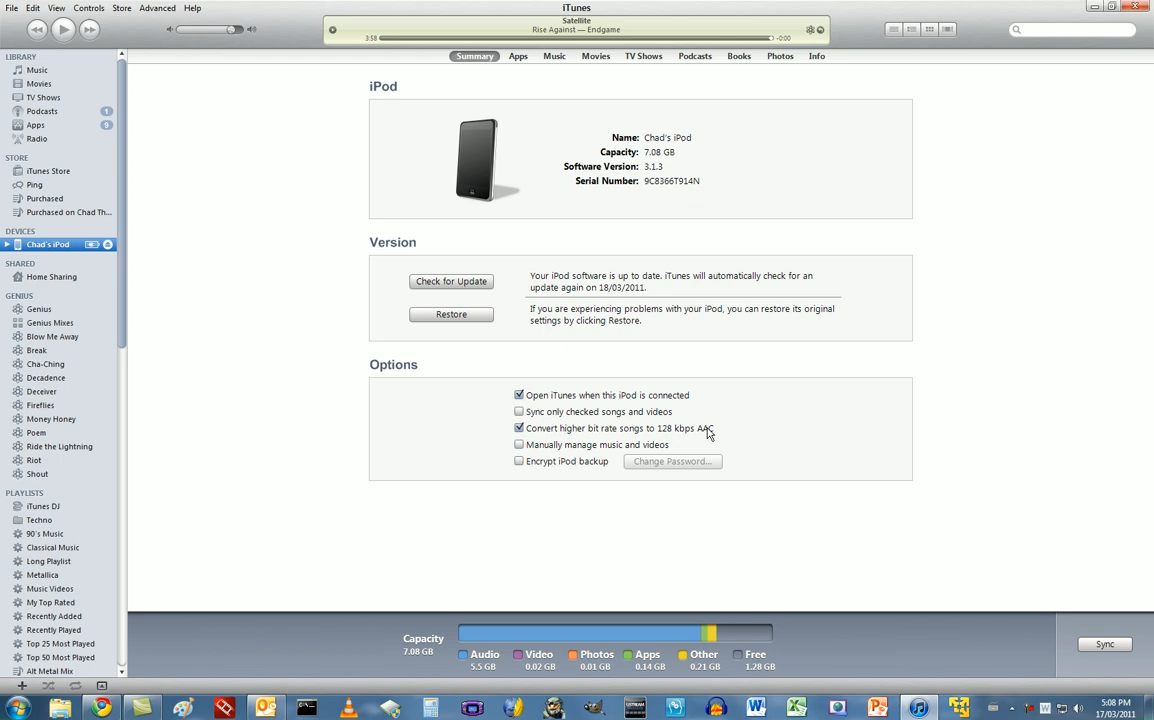 File Edit View Controls Store Advanced Help
iTunes
Satellite
Rise Against — Endgame
3:58
-0:00
Summary Apps Music Movies TV Shows Podcasts Books Photos Info
LIBRARY
Music
Movies
TV Shows
Podcasts 1
Apps 9
Radio
STORE
iTunes Store
Ping
Purchased
Purchased on Chad Th...
DEVICES
Chad's iPod
SHARED
Home Sharing
GENIUS
Genius
Genius Mixes
Blow Me Away
Break
Cha-Ching
Decadence
Deceiver
Fireflies
Money Honey
Poem
Ride the Lightning
Riot
Shout
PLAYLISTS
iTunes DJ
Techno
90's Music
Classical Music
Long Playlist
Metallica
Music Videos
My Top Rated
Recently Added
Recently Played
Top 25 Most Played
Top 50 Most Played
Alt Metal Mix
iPod
Name: Chad's iPod
Capacity: 7.08 GB
Software Version: 3.1.3
Serial Number: 9C8366T914N
Version
Check for Update
Your iPod software is up to date. iTunes will automatically check for an
update again on 18/03/2011.
Restore
If you are experiencing problems with your iPod, you can restore its original
settings by clicking Restore.
Options
Open iTunes when this iPod is connected
Sync only checked songs and videos
Convert higher bit rate songs to 128 kbps AAC
Manually manage music and videos
Encrypt iPod backup Change Password...
Capacity
7.08 GB
Audio
5.5 GB
Video
0.02 GB
Photos
0.01 GB
Apps
0.14 GB
Other
0.21 GB
Free
1.28 GB
Sync
5:08 PM
17/03/2011